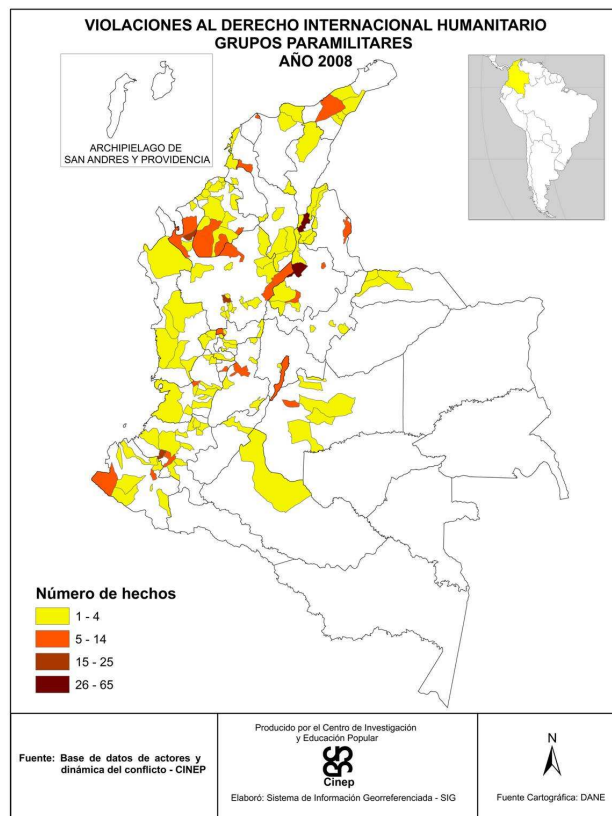 VIOLACIONES AL DERECHO INTERNACIONAL HUMANITARIO
GRUPOS PARAMILITARES
AÑO 2008
ARCHIPIELAGO DE
SAN ANDRES Y PROVIDENCIA
Número de hechos
1 - 4
5 - 14
15 - 25
26 - 65
Fuente: Base de datos de actores y
dinámica del conflicto - CINEP
Producido por el Centro de Investigación
y Educación Popular
Cinep
Elaboró: Sistema de Información Georreferenciada - SIG
N
Fuente Cartográfica: DANE